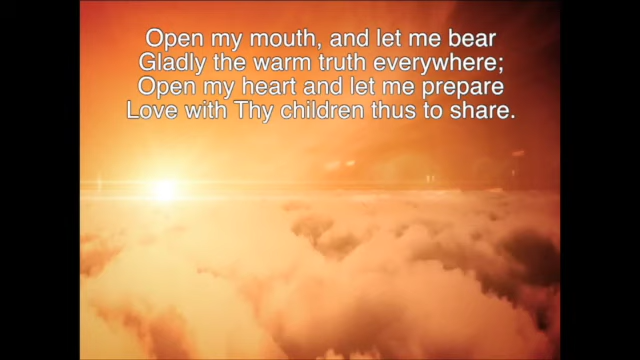 Open my mouth, and let me bear
Gladly the warm truth everywhere;
Open my heart and let me prepare
Love with Thy children thus to share.